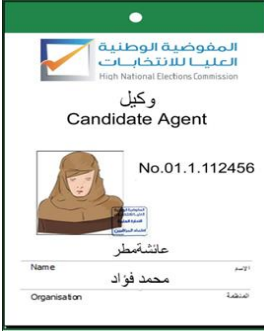 المفوضية الوطنية
العليا للانتخابات
High National Elections Commission
وكيل
Candidate Agent
No.01.1.112456
عائشةمطر
Name
الاسم
محمد فؤاد
Organisation
المنظمة